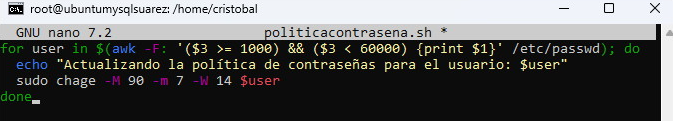 root@ubuntumysqlsuarez: /home/cristobal
GNU nano 7.2 politicacontrasena.sh *
for user in $(awk -F: '($3 >= 1000) && ($3 < 60000) {print $1}' /etc/passwd); do
  echo "Actualizando la política de contraseñas para el usuario: $user"
  sudo chage -M 90 -m 7 -W 14 $user
done